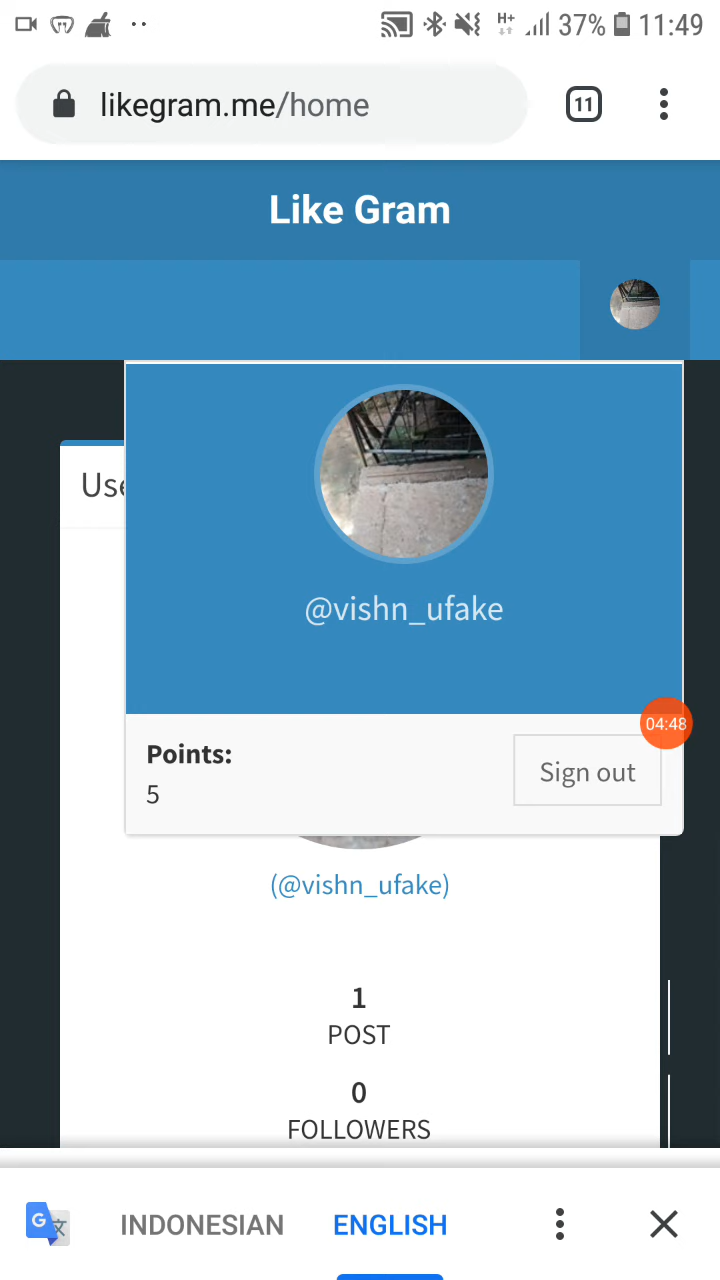 H+ 37% 11:49
likegram.me/home
11
Like Gram
Use
@vishn_ufake
04:48
Points:
5
Sign out
(@vishn_ufake)
1
POST
0
FOLLOWERS
G 文 INDONESIAN ENGLISH